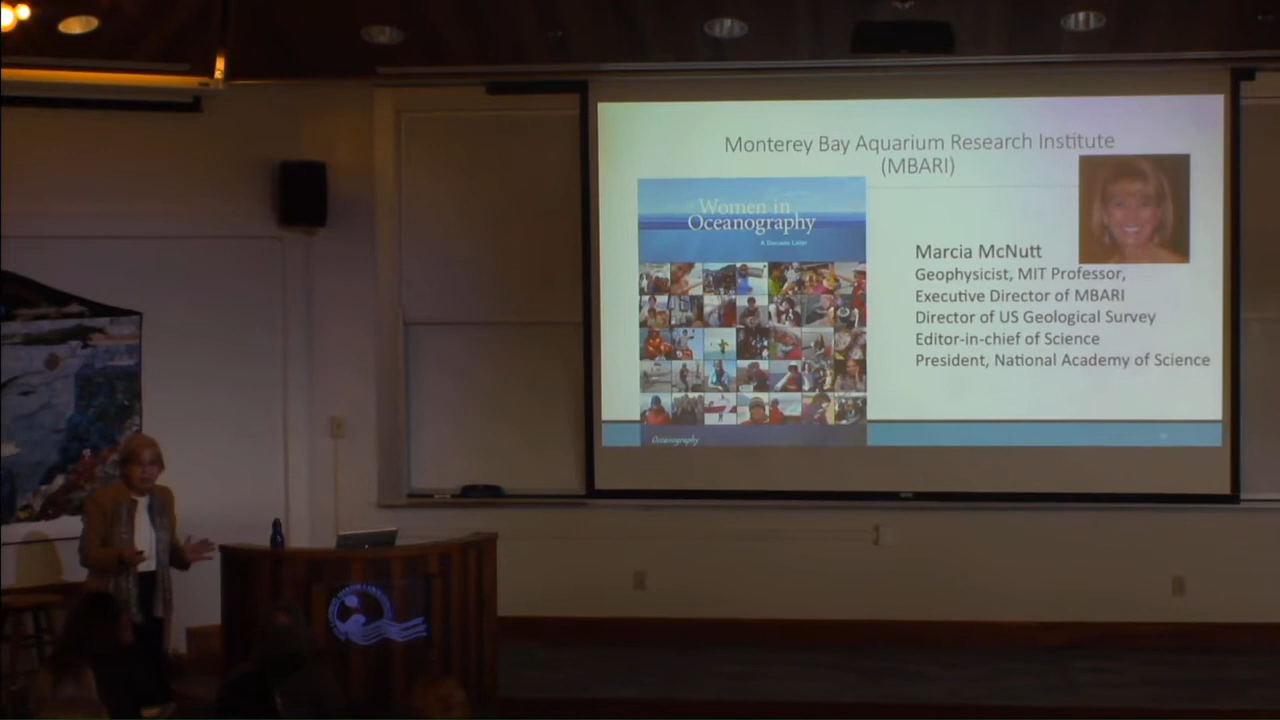 Monterey Bay Aquarium Research Institute
(MBARI)
Women in
Oceanography
A Decade Later
Marcia McNutt
Geophysicist, MIT Professor,
Executive Director of MBARI
Director of US Geological Survey
Editor-in-chief of Science
President, National Academy of Science
Oceanography